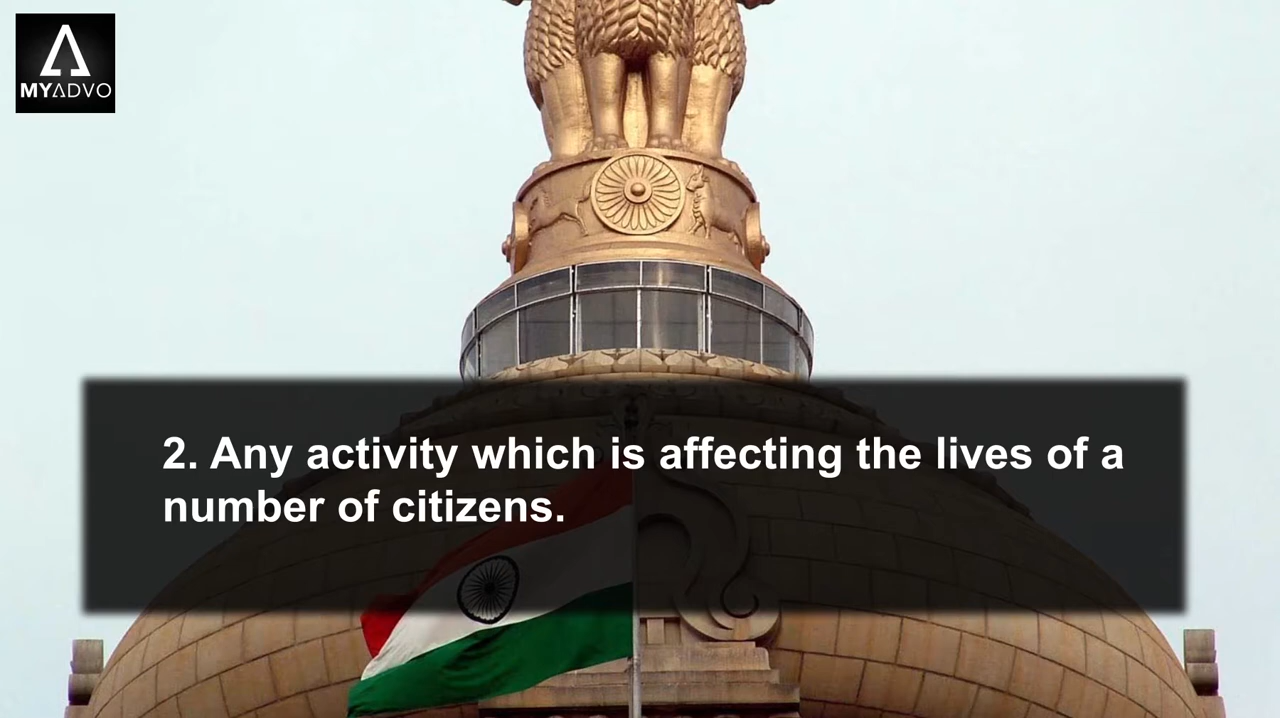 MYADVO
2. Any activity which is affecting the lives of a
number of citizens.